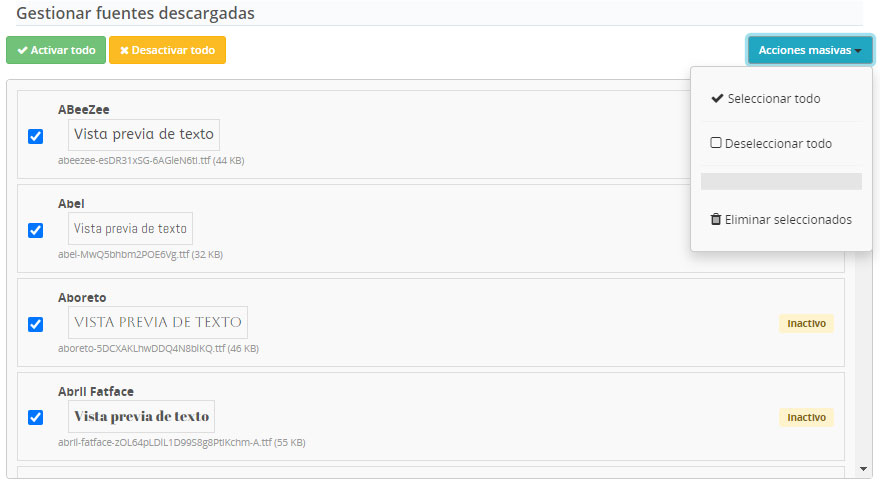 Gestionar fuentes descargadas
Activar todo
Desactivar todo
Acciones masivas
Seleccionar todo
Deseleccionar todo
Eliminar seleccionados
ABeeZee
Vista previa de texto
abeezee-esDR31xSG-6AGleN6tI.ttf (44 KB)
Abel
Vista previa de texto
abel-MwQ5bhbm2POE6Vg.ttf (32 KB)
Aboreto
VISTA PREVIA DE TEXTO
Inactivo
aboreto-5DCXAKLhwDDQ4N8blKQ.ttf (46 KB)
Abril Fatface
Vista previa de texto
Inactivo
abril-fatface-zOL64pLDlL1D99S8g8PtiKchm-A.ttf (55 KB)